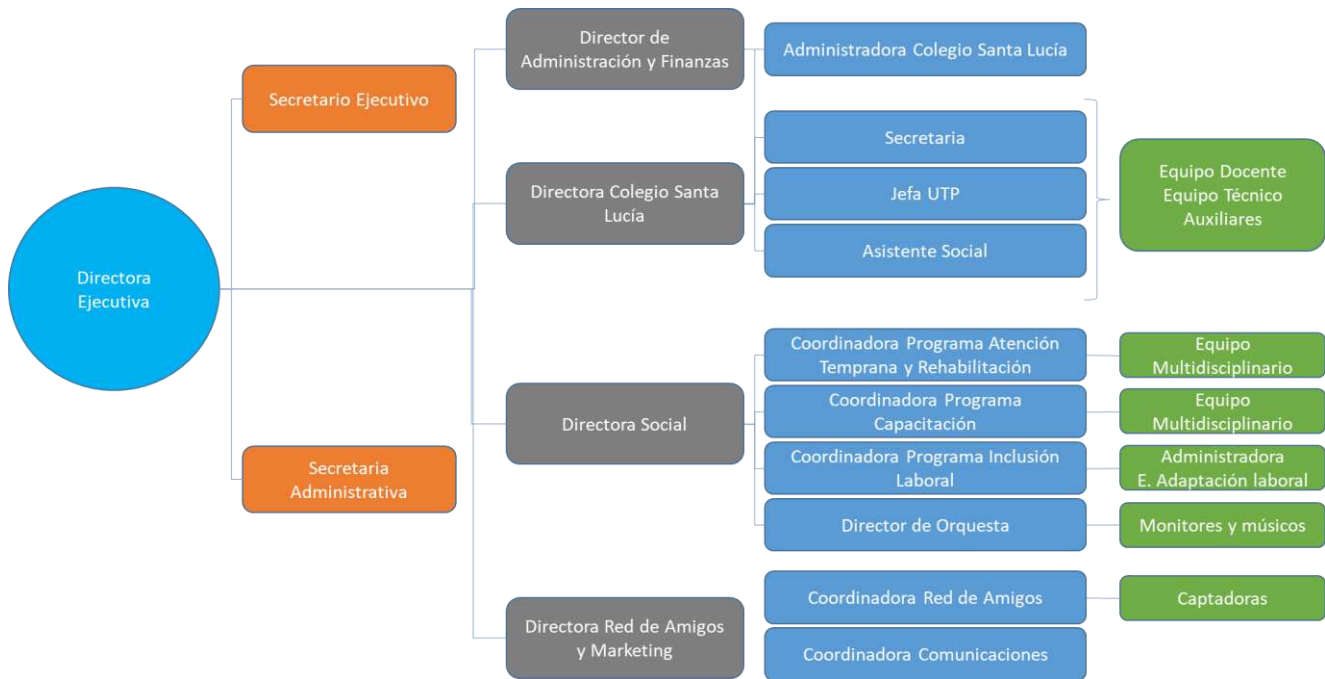 Directora
Ejecutiva
Secretario Ejecutivo
Secretaria
Administrativa
Director de
Administración y Finanzas
Directora Colegio Santa
Lucía
Directora Social
Directora Red de Amigos
y Marketing
Administradora Colegio Santa Lucía
Secretaria
Jefa UTP
Asistente Social
Equipo Docente
Equipo Técnico
Auxiliares
Coordinadora Programa Atención
Temprana y Rehabilitación
Equipo
Multidisciplinario
Coordinadora Programa
Capacitación
Equipo
Multidisciplinario
Coordinadora Programa Inclusión
Laboral
Administradora
E. Adaptación laboral
Director de Orquesta
Monitores y músicos
Coordinadora Red de Amigos
Captadoras
Coordinadora Comunicaciones